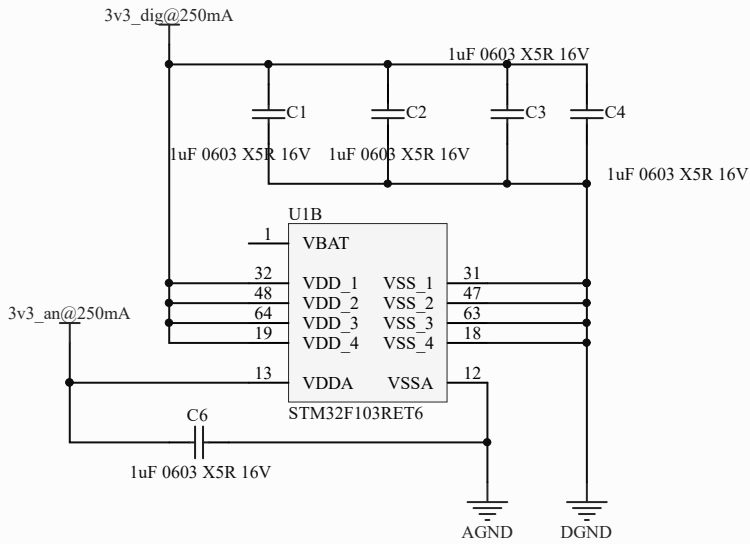 3v3_dig@250mA
1uF 0603 X5R 16V
C1
C2
C3
C4
1uF 0603 X5R 16V
1uF 0603 X5R 16V
1uF 0603 X5R 16V
U1B
1
VBAT
32
VDD_1
VSS_1
31
48
VDD_2
VSS_2
47
3v3_an@250mA
64
VDD_3
VSS_3
63
19
VDD_4
VSS_4
18
13
VDDA
VSSA
12
STM32F103RET6
C6
1uF 0603 X5R 16V
AGND
DGND